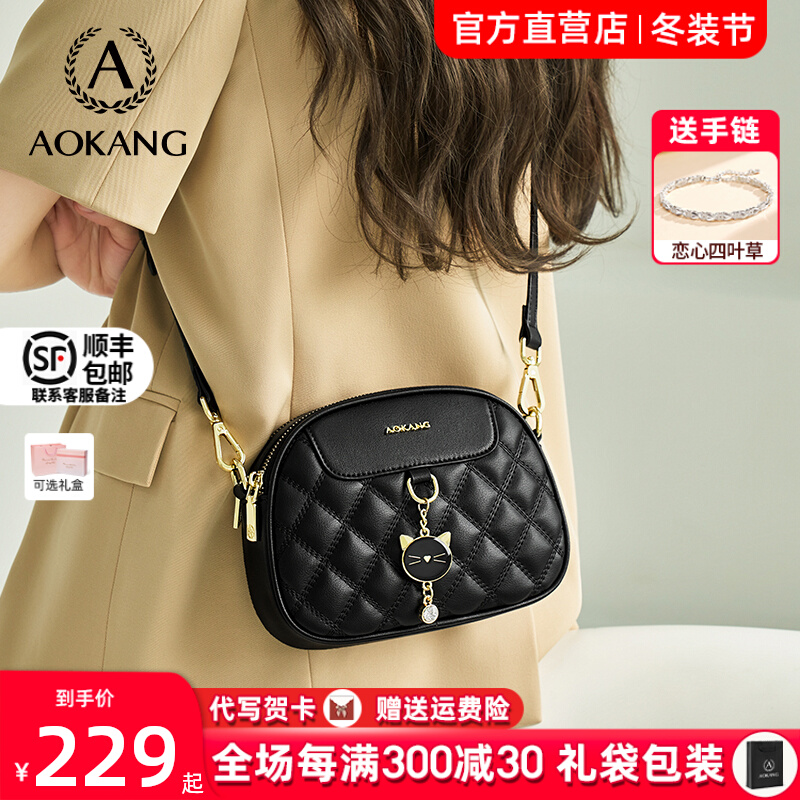 官方直营店|冬装节
A
AOKANG
送手链
恋心四叶草
SF
顺丰
包邮
联系客服备注
可选礼盒
AOKANG
到手价
¥229起
代写贺卡
赠送运费险
全场每满300减30 礼袋包装
A